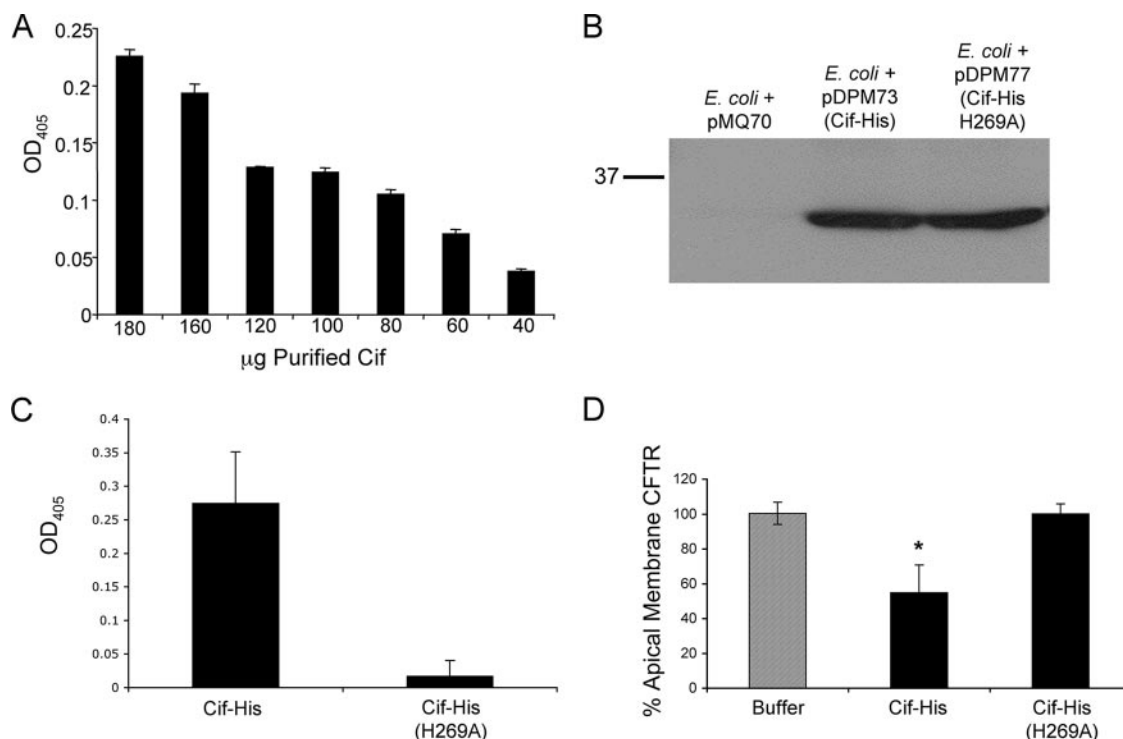 A
0.25
0.2
0.15
0.1
0.05
0
OD405
180 160 120 100 80 60 40
μg Purified Cif
B
E. coli +
pMQ70
E. coli +
pDPM73
(Cif-His)
E. coli +
pDPM77
(Cif-His
H269A)
37
C
0.4
0.35
0.3
0.25
0.2
0.15
0.1
0.05
0
OD405
Cif-His
Cif-His
(H269A)
D
120
100
80
60
40
20
0
% Apical Membrane CFTR
*
Buffer
Cif-His
Cif-His
(H269A)